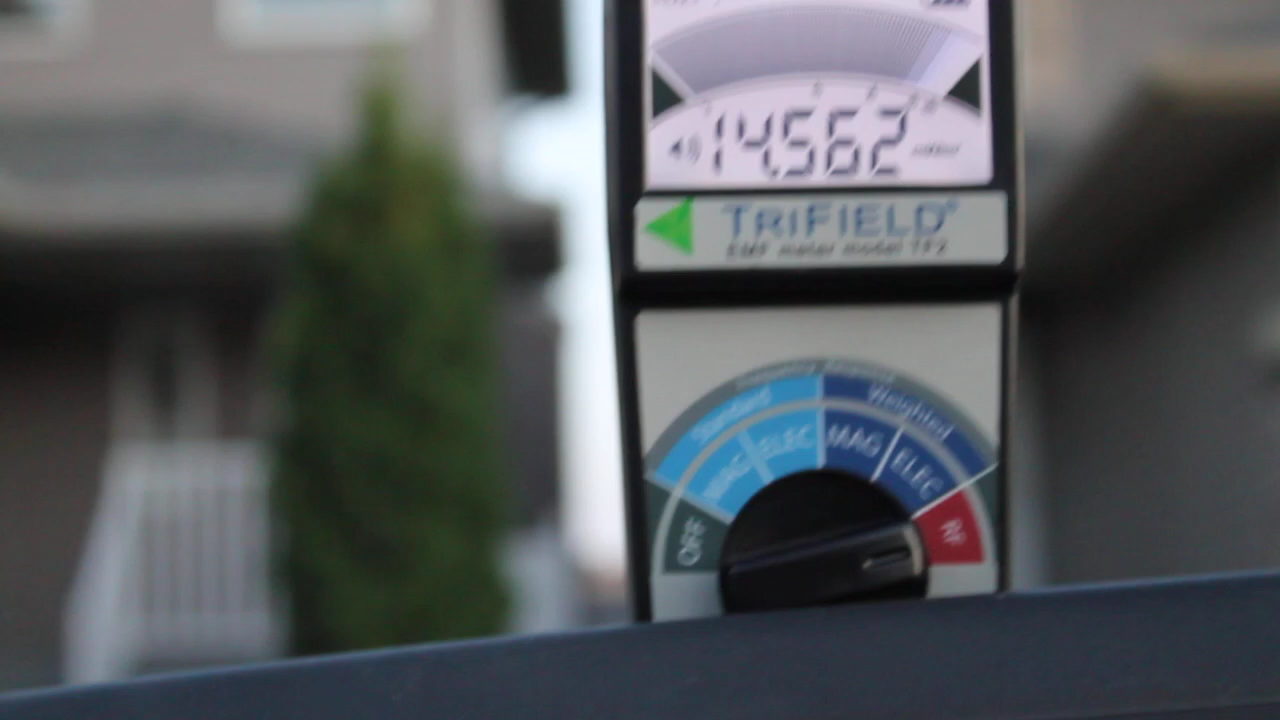 14.562
TRIFIELD®
EMF meter model TF2
Standard Weighted
MAG ELEC MAG ELEC
OFF RF